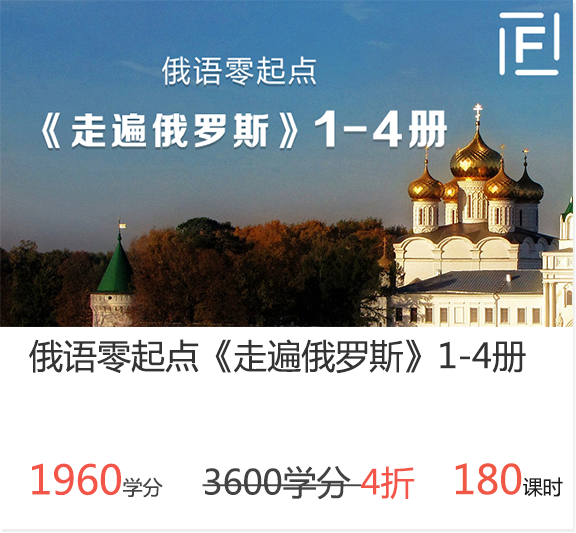 俄语零起点
《走遍俄罗斯》1-4册
F
俄语零起点《走遍俄罗斯》1-4册
1960学分 3600学分 4折 180课时